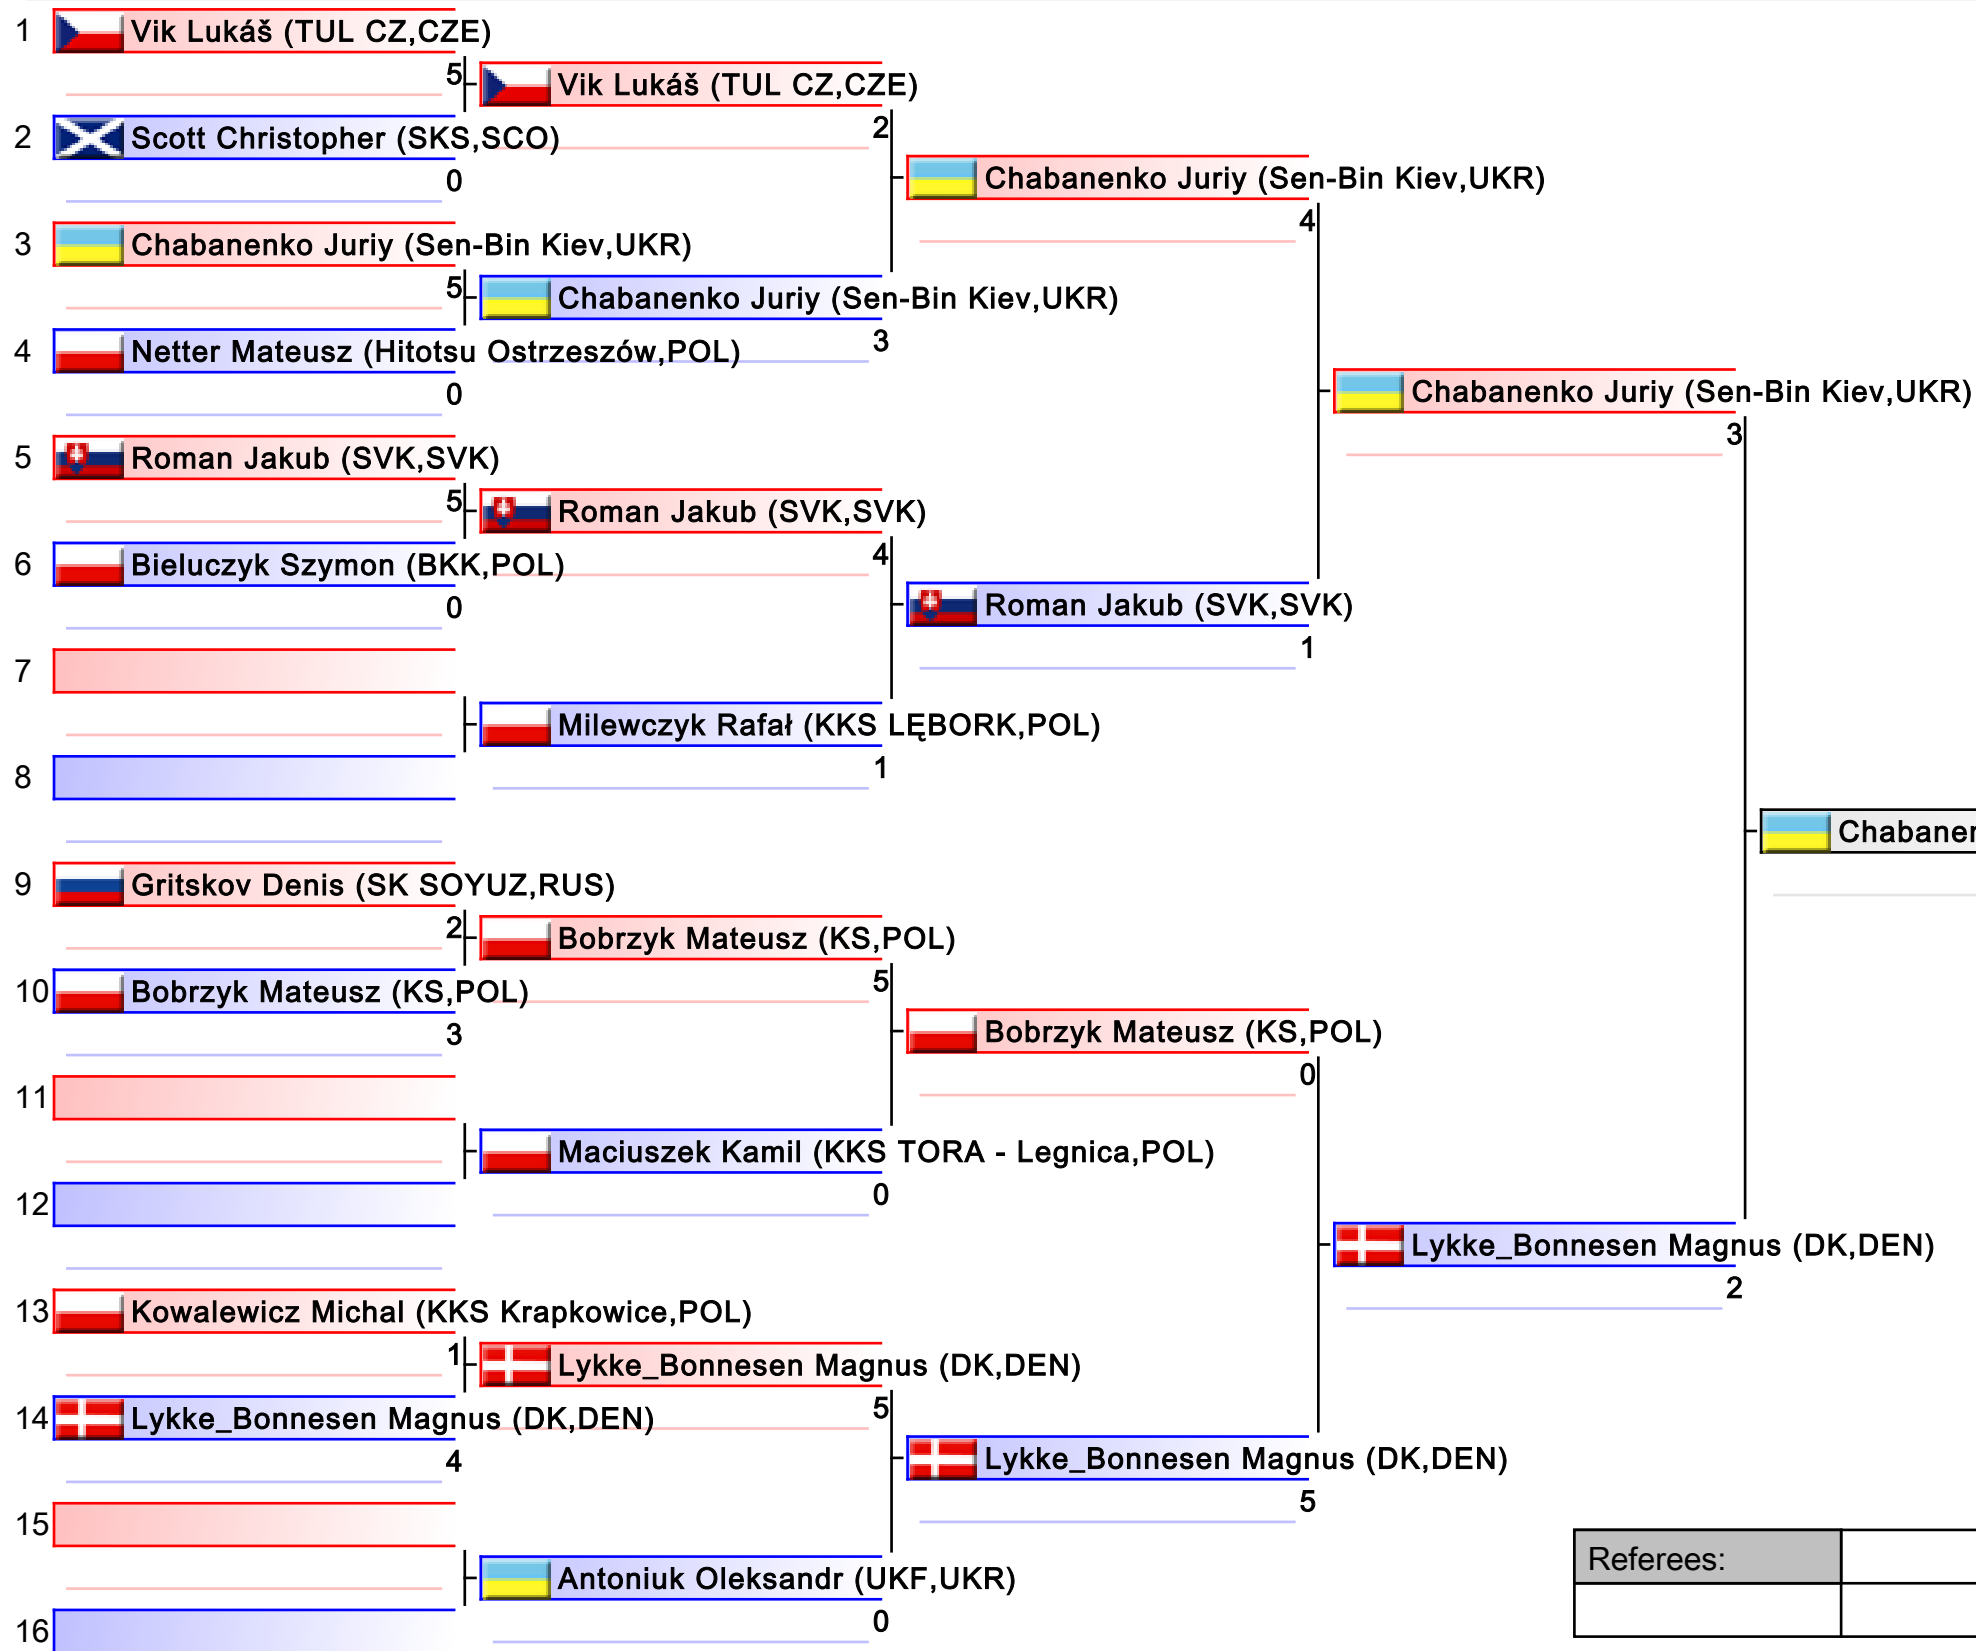 1 Vik Lukáš (TUL CZ,CZE)
5 Vik Lukáš (TUL CZ,CZE)
2 Scott Christopher (SKS,SCO)
2
0
Chabanenko Juriy (Sen-Bin Kiev,UKR)
4
3 Chabanenko Juriy (Sen-Bin Kiev,UKR)
5 Chabanenko Juriy (Sen-Bin Kiev,UKR)
4 Netter Mateusz (Hitotsu Ostrzeszów,POL)
3
0
Chabanenko Juriy (Sen-Bin Kiev,UKR)
3
5 Roman Jakub (SVK,SVK)
5 Roman Jakub (SVK,SVK)
6 Bieluczyk Szymon (BKK,POL)
4
0
Roman Jakub (SVK,SVK)
1
7
Milewczyk Rafał (KKS LĘBORK,POL)
1
8
Chabanen
9 Gritskov Denis (SK SOYUZ,RUS)
2 Bobrzyk Mateusz (KS,POL)
10 Bobrzyk Mateusz (KS,POL)
5
3
Bobrzyk Mateusz (KS,POL)
0
11
Maciuszek Kamil (KKS TORA - Legnica,POL)
0
12
Lykke_Bonnesen Magnus (DK,DEN)
2
13 Kowalewicz Michal (KKS Krapkowice,POL)
1 Lykke_Bonnesen Magnus (DK,DEN)
14 Lykke_Bonnesen Magnus (DK,DEN)
5
4
Lykke_Bonnesen Magnus (DK,DEN)
5
15
Antoniuk Oleksandr (UKF,UKR)
0
16
Referees: